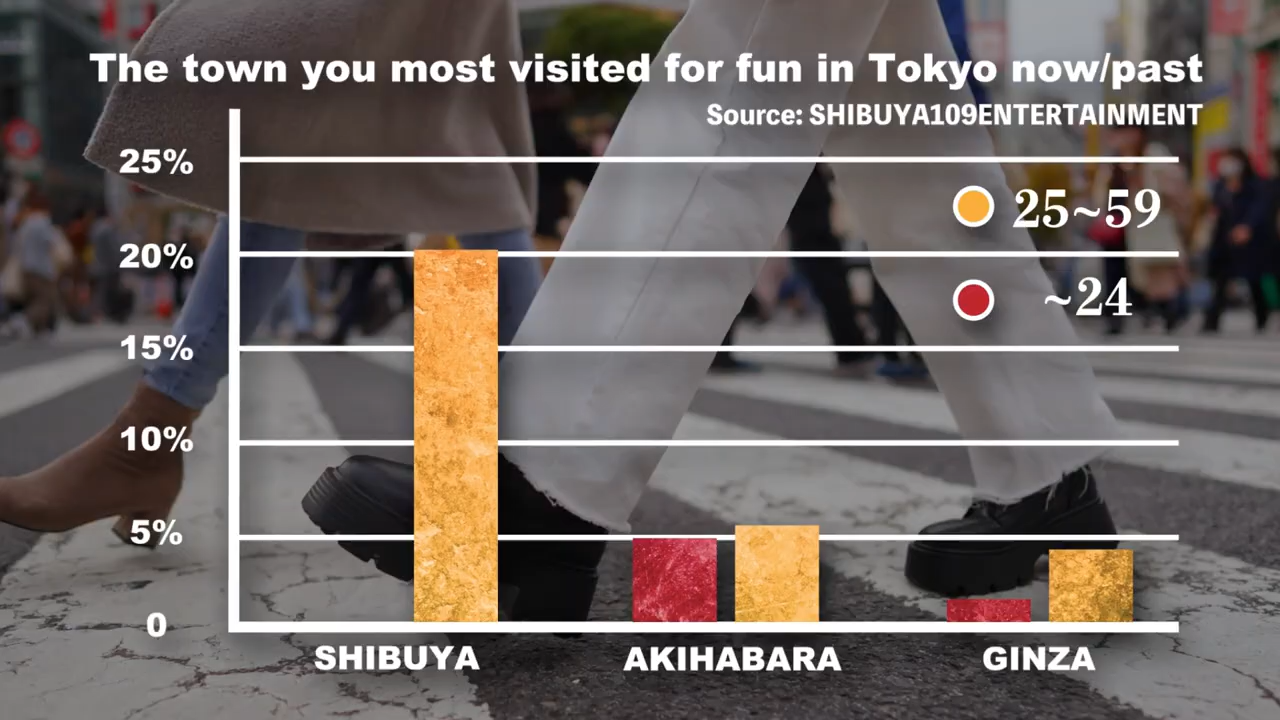 The town you most visited for fun in Tokyo now/past
Source: SHIBUYA109ENTERTAINMENT
25%
25~59
20%
~24
15%
10%
5%
0
SHIBUYA AKIHABARA GINZA